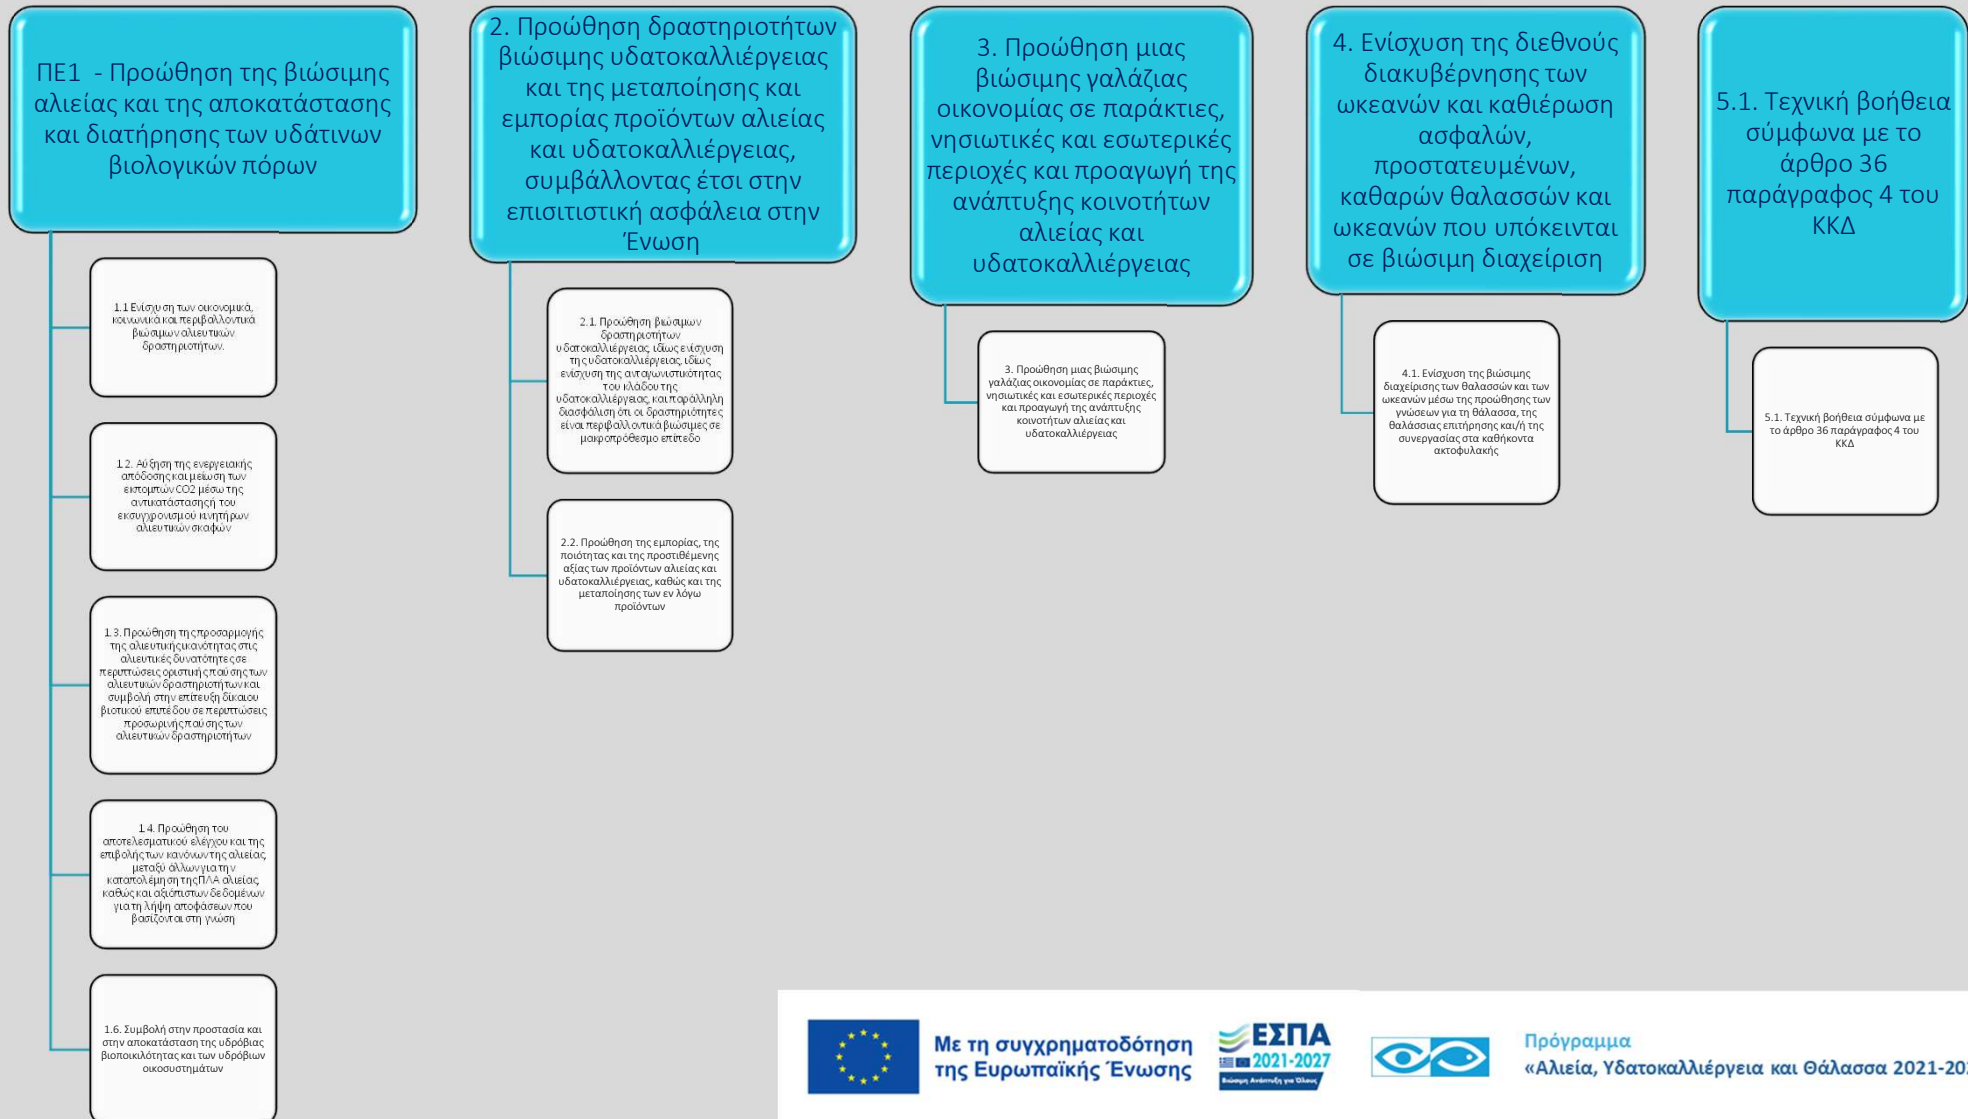 ΠΕ1 - Προώθηση της βιώσιμης
αλιείας και της αποκατάστασης
και διατήρησης των υδάτινων
βιολογικών πόρων
1.1 Ενίσχυση των οικονομικά,
κοινωνικά και περιβαλλοντικά
βιώσιμων αλιευτικών
δραστηριοτήτων.
1.2. Αύξηση της ενεργειακής
απόδοσης και μείωση των
εκπομπών CO2 μέσω της
αντικατάστασης ή του
εκσυγχρονισμού κινητήρων
αλιευτικών σκαφών
1.3. Προώθηση της προσαρμογής
της αλιευτικής ικανότητας στις
αλιευτικές δυνατότητες σε
περιπτώσεις οριστικής παύσης των
αλιευτικών δραστηριοτήτων και
συμβολή στην επίτευξη δίκαιου
βιοτικού επιπέδου σε περιπτώσεις
προσωρινής παύσης των
αλιευτικών δραστηριοτήτων
1.4. Προώθηση του
αποτελεσματικού ελέγχου και της
επιβολής των κανόνων της αλιείας,
μεταξύ άλλων για την
καταπολέμηση της ΠΛΑ αλιείας,
καθώς και αξιόπιστων δεδομένων
για τη λήψη αποφάσεων που
βασίζονται στη γνώση
1.6. Συμβολή στην προστασία και
στην αποκατάσταση της υδρόβιας
βιοποικιλότητας και των υδρόβιων
οικοσυστημάτων
2. Προώθηση δραστηριοτήτων
βιώσιμης υδατοκαλλιέργειας
και της μεταποίησης και
εμπορίας προϊόντων αλιείας
και υδατοκαλλιέργειας,
συμβάλλοντας έτσι στην
επισιτιστική ασφάλεια στην
Ένωση
2.1. Προώθηση βιώσιμων
δραστηριοτήτων
υδατοκαλλιέργειας, ιδίως ενίσχυση
της υδατοκαλλιέργειας, ιδίως
ενίσχυση της ανταγωνιστικότητας
του κλάδου της
υδατοκαλλιέργειας, και παράλληλη
διασφάλιση ότι οι δραστηριότητες
είναι περιβαλλοντικά βιώσιμες σε
μακροπρόθεσμο επίπεδο
2.2. Προώθηση της εμπορίας, της
ποιότητας και της προστιθέμενης
αξίας των προϊόντων αλιείας και
υδατοκαλλιέργειας, καθώς και της
μεταποίησης των εν λόγω
προϊόντων
3. Προώθηση μιας
βιώσιμης γαλάζιας
οικονομίας σε παράκτιες,
νησιωτικές και εσωτερικές
περιοχές και προαγωγή της
ανάπτυξης κοινοτήτων
αλιείας και
υδατοκαλλιέργειας
3. Προώθηση μιας βιώσιμης
γαλάζιας οικονομίας σε παράκτιες,
νησιωτικές και εσωτερικές περιοχές
και προαγωγή της ανάπτυξης
κοινοτήτων αλιείας και
υδατοκαλλιέργειας
4. Ενίσχυση της διεθνούς
διακυβέρνησης των
ωκεανών και καθιέρωση
ασφαλών,
προστατευμένων,
καθαρών θαλασσών και
ωκεανών που υπόκεινται
σε βιώσιμη διαχείριση
4.1. Ενίσχυση της βιώσιμης
διαχείρισης των θαλασσών και των
ωκεανών μέσω της προώθησης των
γνώσεων για τη θάλασσα, της
θαλάσσιας επιτήρησης και/ή της
συνεργασίας στα καθήκοντα
ακτοφυλακής
5.1. Τεχνική βοήθεια
σύμφωνα με το
άρθρο 36
παράγραφος 4 του
ΚΚΔ
5.1. Τεχνική βοήθεια σύμφωνα με
το άρθρο 36 παράγραφος 4 του
ΚΚΔ
Με τη συγχρηματοδότηση
της Ευρωπαϊκής Ένωσης
ΕΣΠΑ
2021-2027
Βιώσιμη Ανάπτυξη για Όλους
Πρόγραμμα
«Αλιεία, Υδατοκαλλιέργεια και Θάλασσα 2021-202